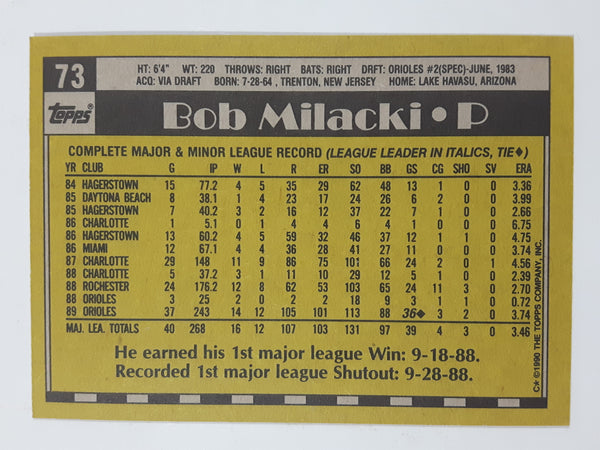 73
Topps®
HT: 6'4" WT: 220 THROWS: RIGHT BATS: RIGHT DRFT: ORIOLES #2(SPEC)-JUNE, 1983
ACQ: VIA DRAFT BORN: 7-28-64, TRENTON, NEW JERSEY HOME: LAKE HAVASU, ARIZONA
Bob Milacki • P
COMPLETE MAJOR & MINOR LEAGUE RECORD (LEAGUE LEADER IN ITALICS, TIE♦)
YR CLUB G IP W L R ER SO BB GS CG SHO SV ERA
84 HAGERSTOWN 15 77.2 4 5 35 29 62 48 13 1 0 0 3.36
85 DAYTONA BEACH 8 38.1 1 4 23 17 24 26 6 2 0 0 3.99
85 HAGERSTOWN 7 40.2 3 2 16 12 37 22 7 1 0 0 2.66
86 CHARLOTTE 1 5.1 0 1 4 4 6 4 1 0 0 0 6.75
86 HAGERSTOWN 13 60.2 4 5 59 32 46 37 12 1 0 0 4.75
86 MIAMI 12 67.1 4 4 36 28 41 27 11 0 0 0 3.74
87 CHARLOTTE 29 148 11 9 86 75 101 66 24 2 0 1 4.56
88 CHARLOTTE 5 37.2 3 1 11 10 29 12 5 1 0 0 2.39
88 ROCHESTER 24 176.2 12 8 62 53 103 65 24 11 3 0 2.70
88 ORIOLES 3 25 2 0 2 2 18 9 3 1 1 0 0.72
89 ORIOLES 37 243 14 12 105 101 113 88 36♦ 3 2 0 3.74
MAJ. LEA. TOTALS 40 268 16 12 107 103 131 97 39 4 3 0 3.46
He earned his 1st major league Win: 9-18-88.
Recorded 1st major league Shutout: 9-28-88.
C* ©1990 THE TOPPS COMPANY, INC.